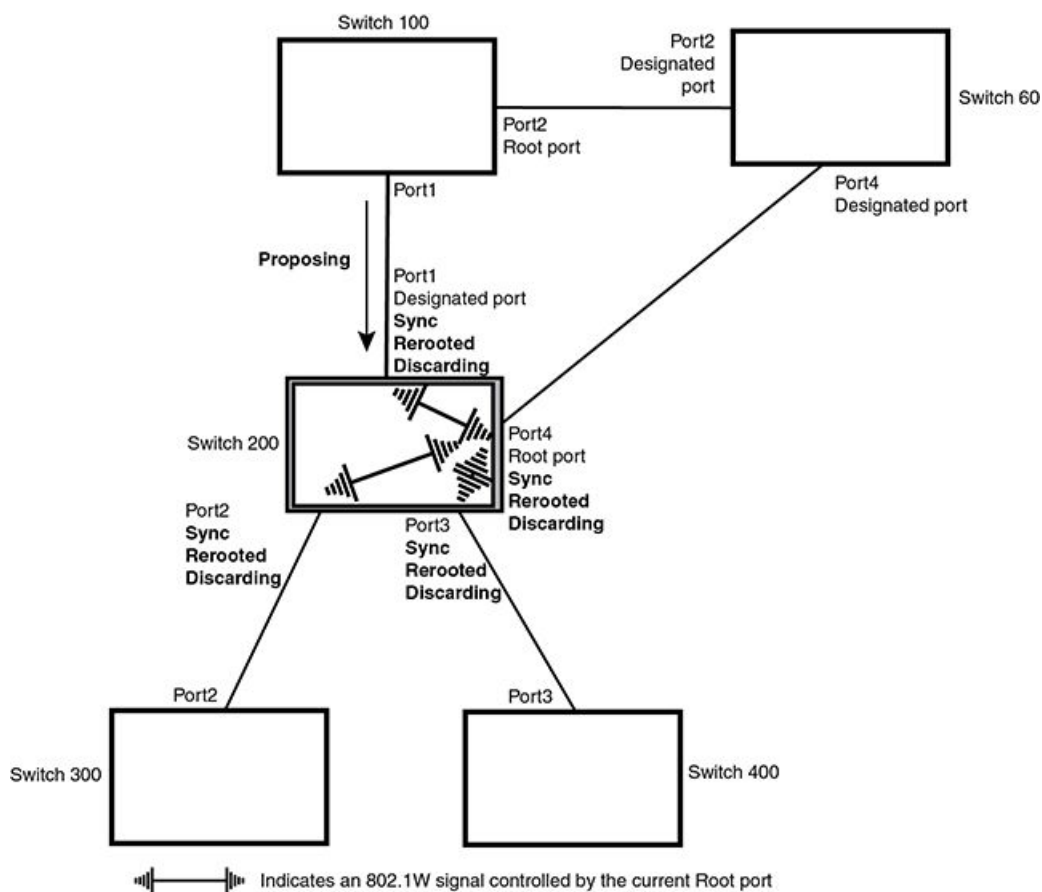 Switch 100
Port2
Designated
port
Switch 60
Port2
Root port
Port1
Port4
Designated port
Proposing
Port1
Designated port
Sync
Rerooted
Discarding
Switch 200
Port4
Root port
Sync
Rerooted
Discarding
Port2
Sync
Rerooted
Discarding
Port3
Sync
Rerooted
Discarding
Port2
Port3
Switch 300
Switch 400
Indicates an 802.1W signal controlled by the current Root port